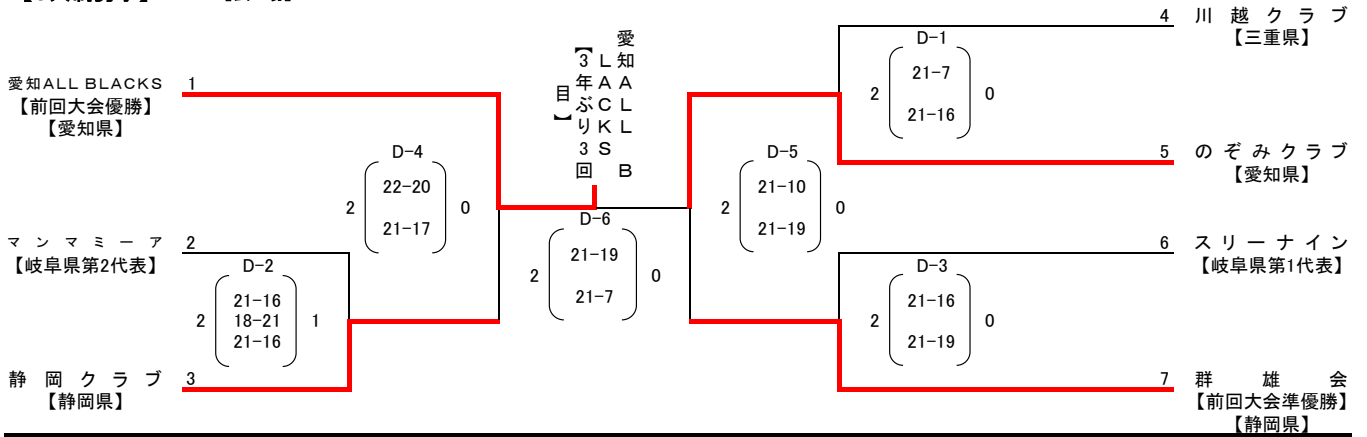 愛知ALL BLACKS
【前回大会優勝】
【愛知県】
1
マンマミーア
【岐阜県第2代表】
2
静岡クラブ
【静岡県】
3
D-2
2
21-16
18-21
21-16
1
D-4
2
22-20
21-17
0
愛知ALL B
LACKS
【3年ぶり3回
目】
D-6
2
21-19
21-7
0
D-5
2
21-10
21-19
0
D-1
2
21-7
21-16
0
D-3
2
21-16
21-19
0
4
川越クラブ
【三重県】
5
のぞみクラブ
【愛知県】
6
スリーナイン
【岐阜県第1代表】
7
群雄会
【前回大会準優勝】
【静岡県】